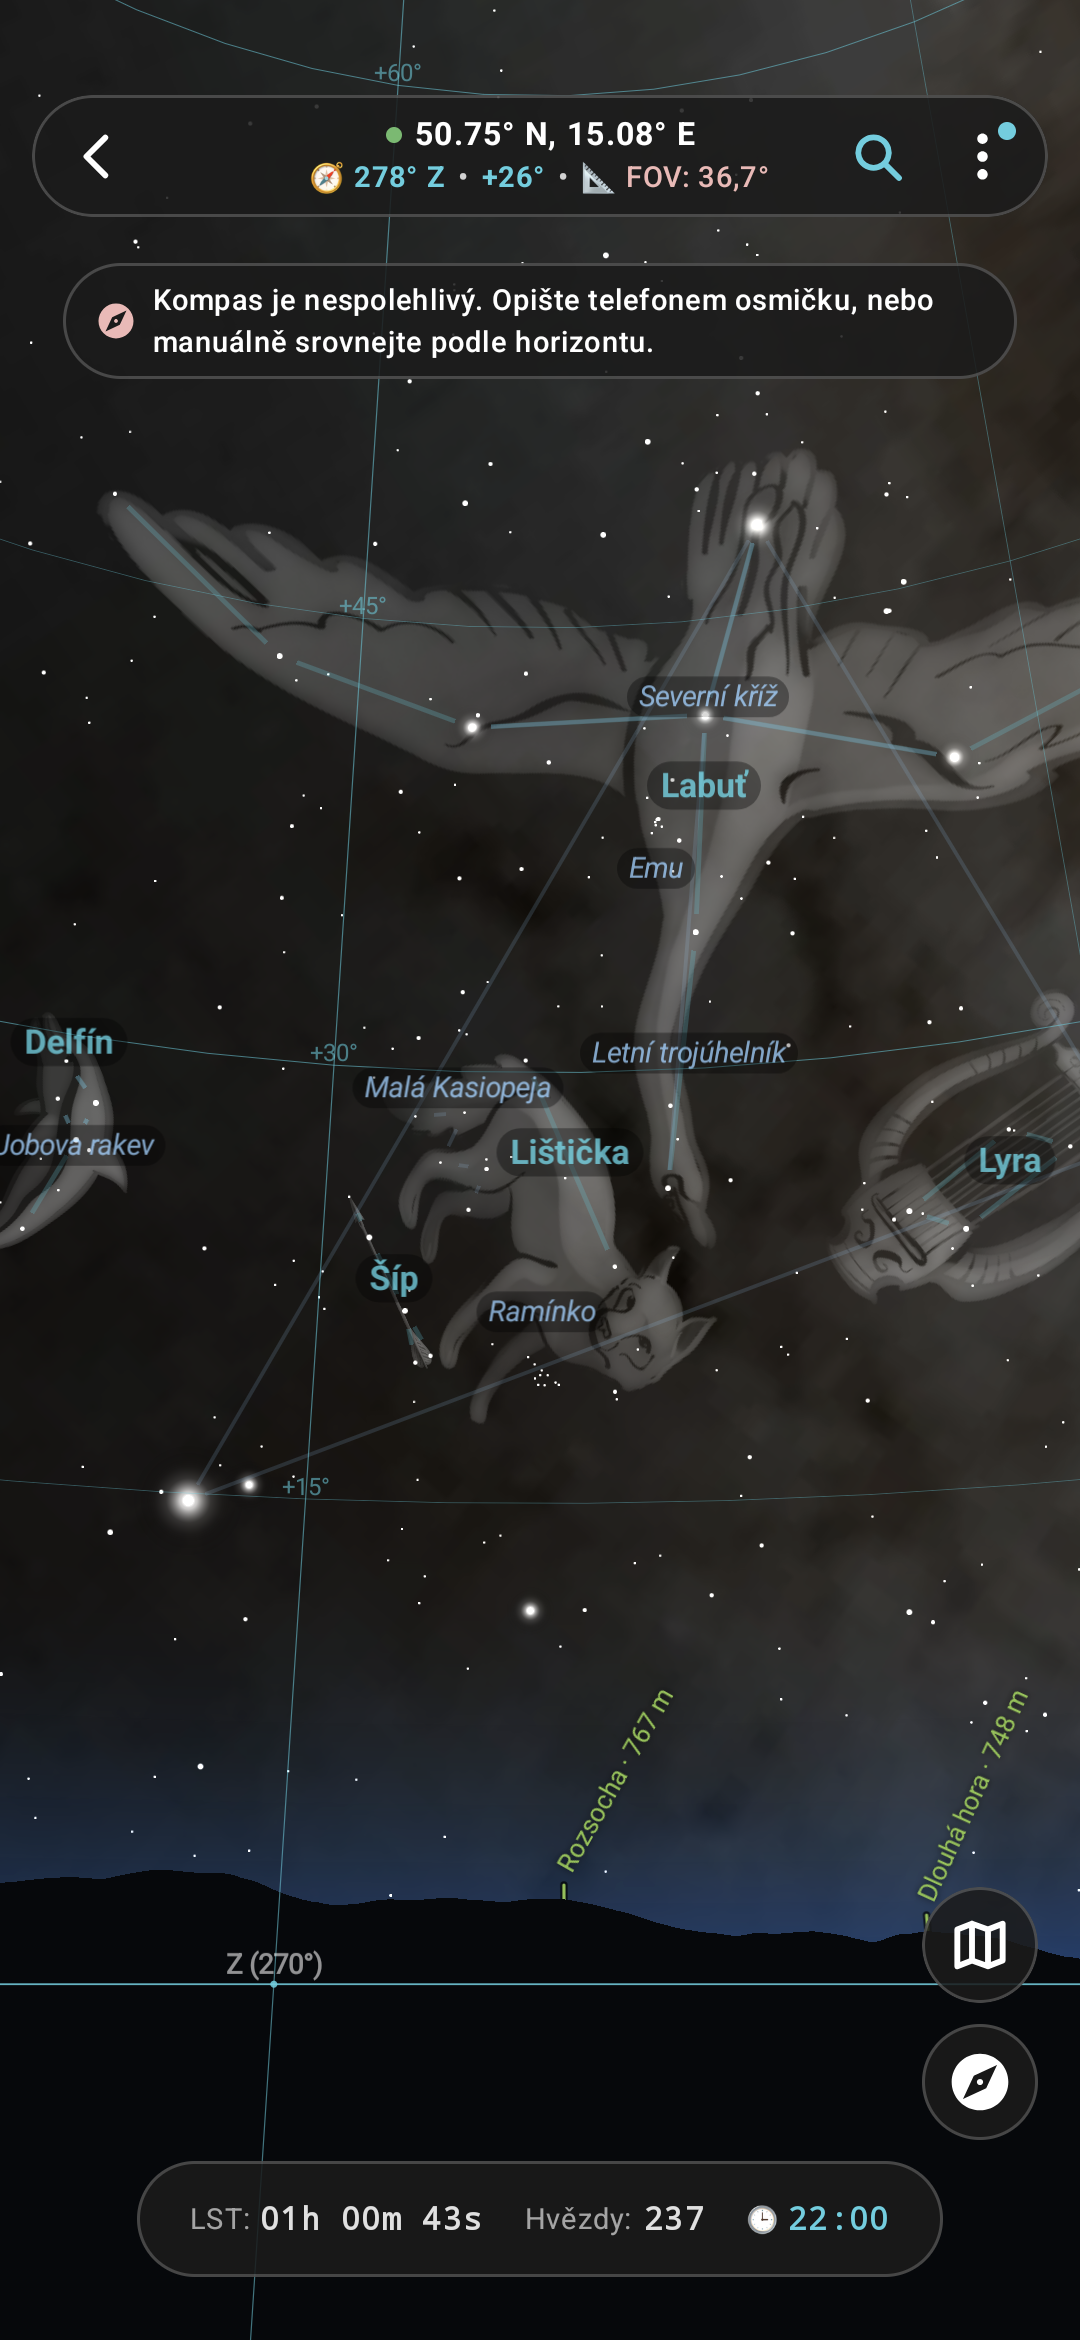 +60°
50.75° N, 15.08° E
278° Z • +26° • FOV: 36,7°
Kompas je nespolehlivý. Opište telefonem osmičku, nebo
manuálně srovnejte podle horizontu.
+45°
Severní kříž
Labuť
Emu
Delfín
+30°
Letní trojúhelník
Malá Kasiopeja
Jobova rakev
Lištička
Lyra
Šíp
Ramínko
+15°
Rozsocha · 767 m
Dlouhá hora · 748 m
Z (270°)
LST: 01h 00m 43s Hvězdy: 237 22:00